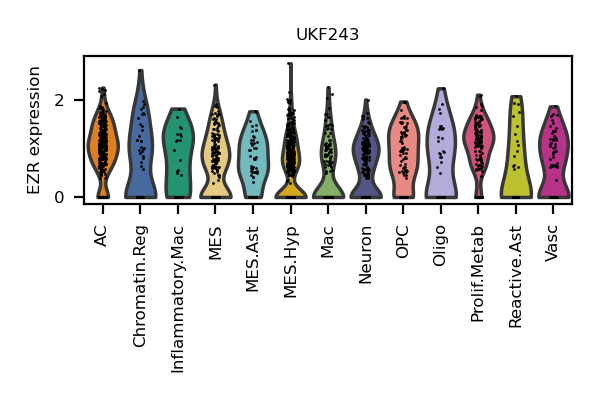 UKF243
EZR expression
2
0
AC
Chromatin.Reg
Inflammatory.Mac
MES
MES.Ast
MES.Hyp
Mac
Neuron
OPC
Oligo
Prolif.Metab
Reactive.Ast
Vasc